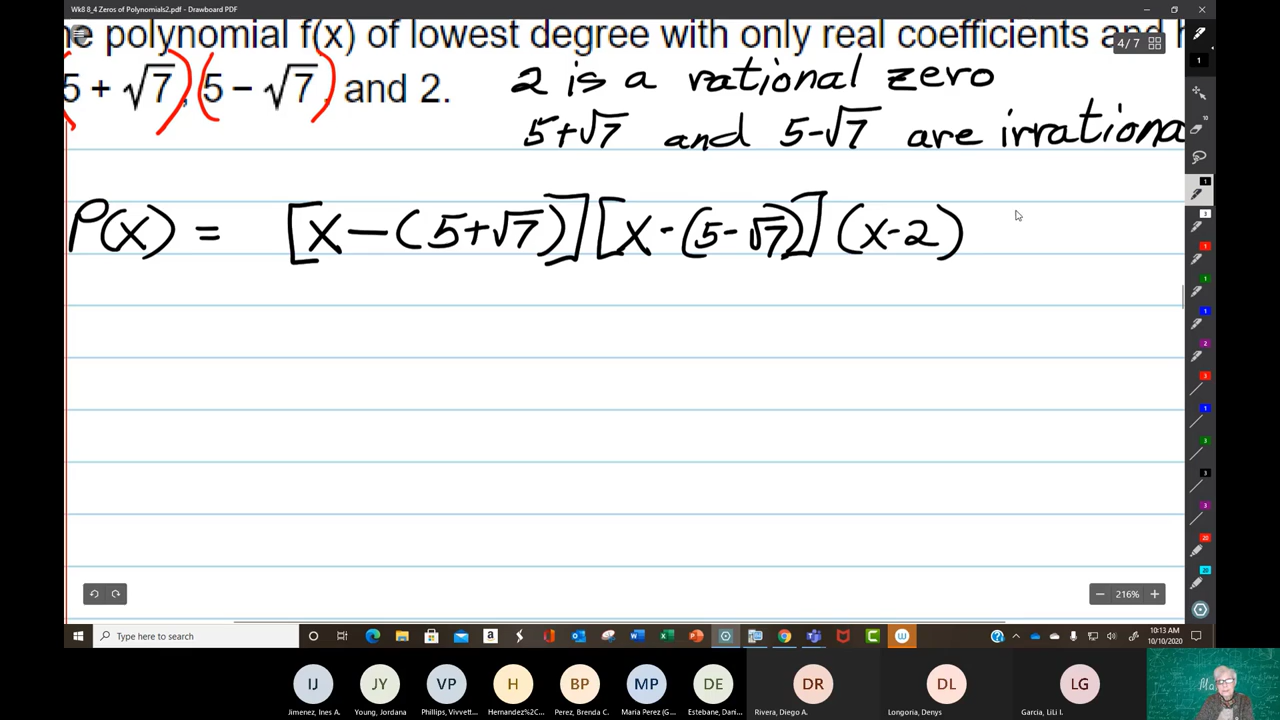 Wk8 8_4 Zeros of Polynomials2.pdf - Drawboard PDF
e polynomial f(x) of lowest degree with only real coefficients and h
4/7
5 + √7), (5 − √7) and 2.
2 is a rational zero
5+√7 and 5-√7 are irrational
P(x) = [x-(5+√7)][x-(5-√7)](x-2)
216%
Type here to search
10:13 AM
10/10/2020
IJ JY VP H BP MP DE DR DL LG
Jimenez, Ines A. Young, Jordana Phillips, Vivvett... Hernandez%2C... Perez, Brenda C. Maria Perez (G... Estebane, Dani... Rivera, Diego A. Longoria, Denys Garcia, LiLi I.